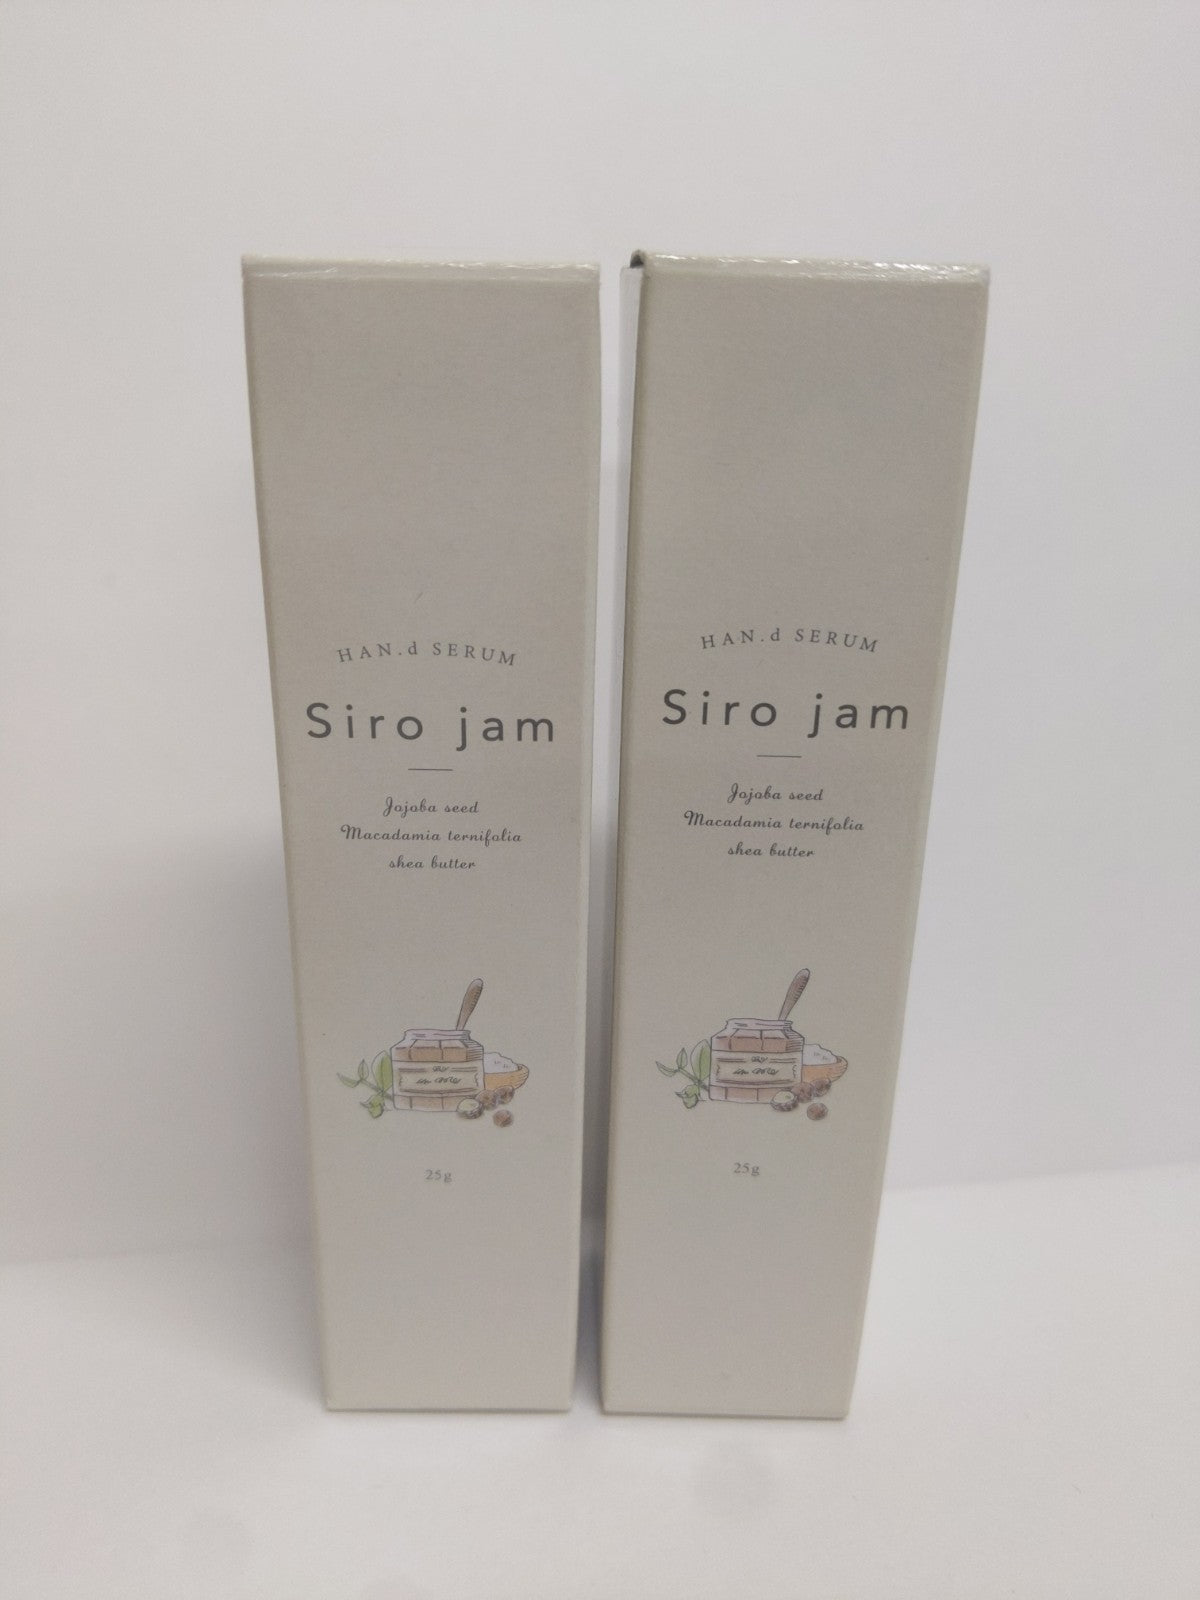 HAN.d SERUM
Siro jam
Jojoba seed
Macadamia ternifolia
shea butter
25g
HAN.d SERUM
Siro jam
Jojoba seed
Macadamia ternifolia
shea butter
25g